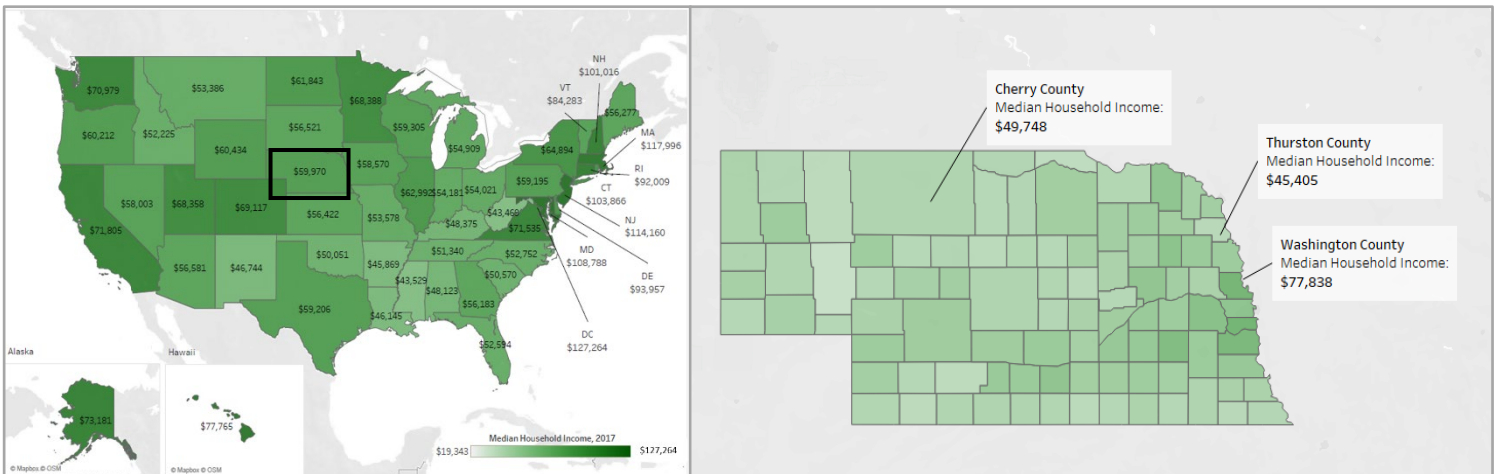 NH
$101,016
VT
$84,283
$70,979
$53,386
$61,843
$68,388
$56,277
$60,212
$52,225
$56,521
$59,305
MA
$117,996
$60,434
$54,909
$64,894
$59,970
$58,570
$59,195
RI
$92,009
$58,003
$68,358
$69,117
$62,992
$54,181
$54,021
CT
$103,866
$56,422
$53,578
$48,375
$71,535
NJ
$114,160
$71,805
$51,340
$52,752
MD
$108,788
$56,581
$46,744
$50,051
$45,869
$50,570
DE
$93,957
$43,529
$48,123
$56,183
$59,206
$46,145
DC
$127,264
$52,594
Alaska
Hawaii
$73,181
$77,765
Median Household Income, 2017
$19,343
$127,264
© Mapbox © OSM
© Mapbox © OSM
Cherry County
Median Household Income:
$49,748
Thurston County
Median Household Income:
$45,405
Washington County
Median Household Income:
$77,838